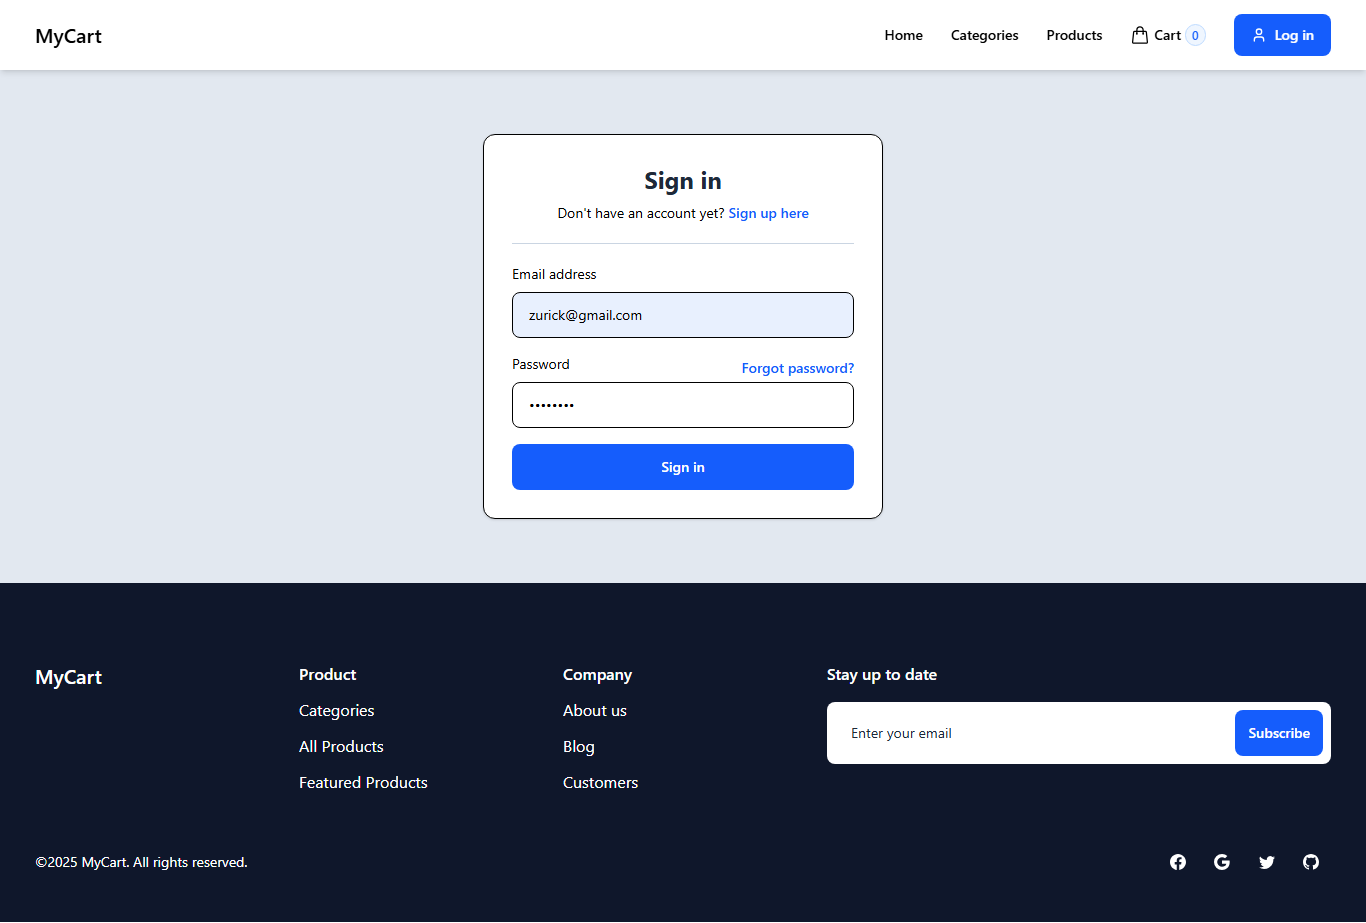 MyCart
Home Categories Products Cart 0 Log in
Sign in
Don't have an account yet? Sign up here
Email address
zurick@gmail.com
Password Forgot password?
••••••••
Sign in
MyCart Product Company Stay up to date
Categories About us
All Products Blog Enter your email Subscribe
Featured Products Customers
©2025 MyCart. All rights reserved.